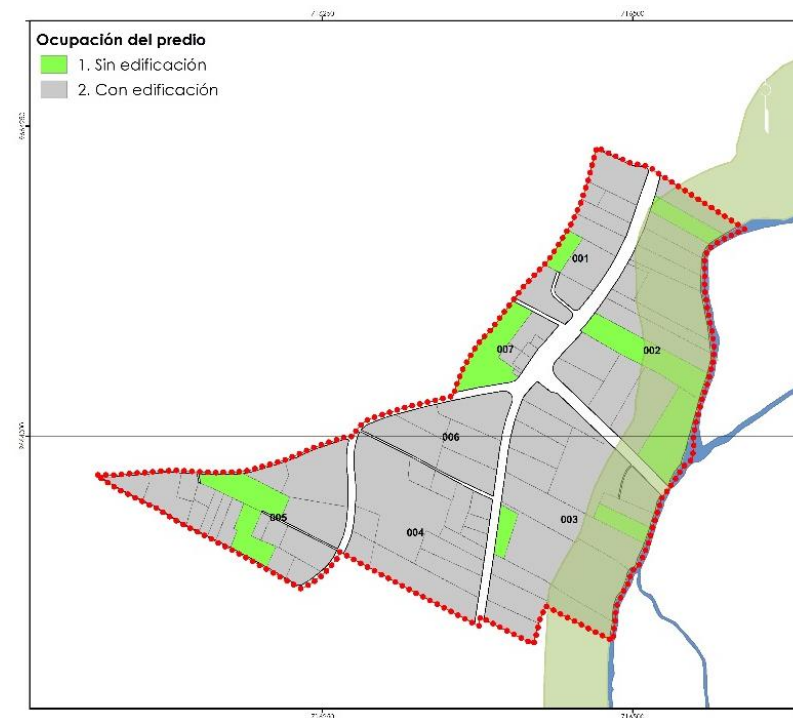 Ocupación del predio
1. Sin edificación
2. Con edificación
001
002
007
006
005
004
003